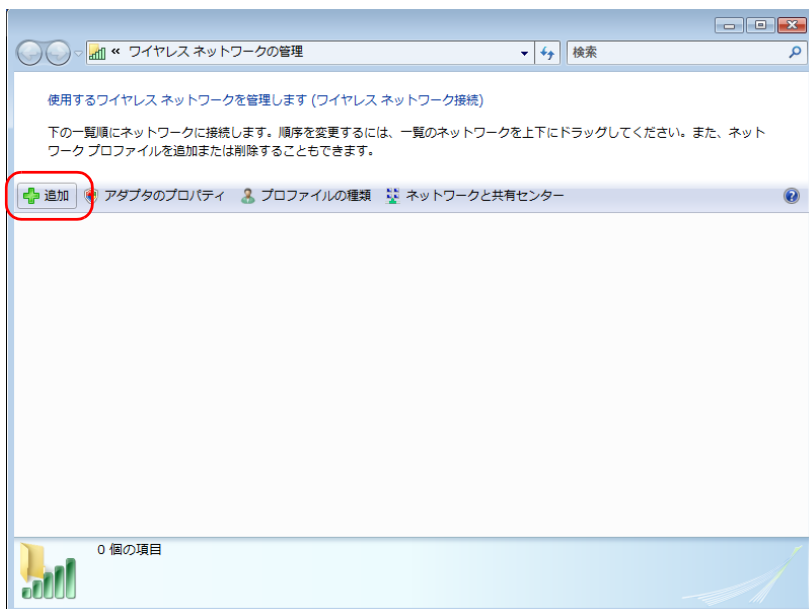 « ワイヤレス ネットワークの管理
検索
使用するワイヤレス ネットワークを管理します (ワイヤレス ネットワーク接続)
下の一覧順にネットワークに接続します。順序を変更するには、一覧のネットワークを上下にドラッグしてください。また、ネット
ワーク プロファイルを追加または削除することもできます。
追加 アダプタのプロパティ プロファイルの種類 ネットワークと共有センター
0 個の項目